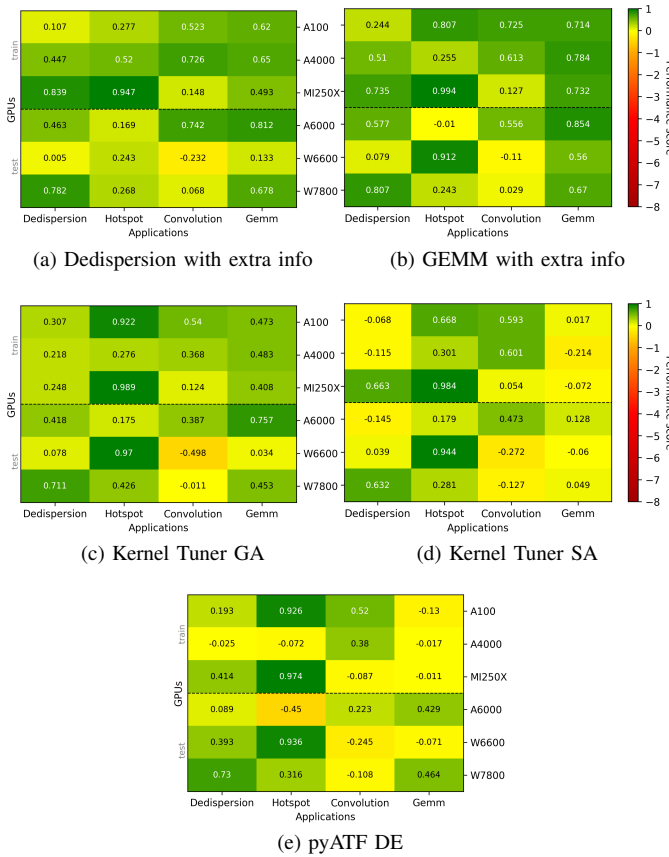 0.107 0.277 0.523 0.62 A100
0.447 0.52 0.726 0.65 A4000
0.839 0.947 0.148 0.493 MI250X
0.463 0.169 0.742 0.812 A6000
0.005 0.243 -0.232 0.133 W6600
0.782 0.268 0.068 0.678 W7800
train
GPUs
test
Dedispersion Hotspot Convolution Gemm
Applications
(a) Dedispersion with extra info
0.244 0.807 0.725 0.714
0.51 0.255 0.613 0.784
0.735 0.994 0.127 0.732
0.577 -0.01 0.556 0.854
0.079 0.912 -0.11 0.56
0.807 0.243 0.029 0.67
Dedispersion Hotspot Convolution Gemm
Applications
1
0
−1
−2
−3
−4
−5
−6
−7
−8
(b) GEMM with extra info
0.307 0.922 0.54 0.473 A100
0.218 0.276 0.368 0.483 A4000
0.248 0.989 0.124 0.408 MI250X
0.418 0.175 0.387 0.757 A6000
0.078 0.97 -0.498 0.034 W6600
0.711 0.426 -0.011 0.453 W7800
train
GPUs
test
Dedispersion Hotspot Convolution Gemm
Applications
(c) Kernel Tuner GA
-0.068 0.668 0.593 0.017
-0.115 0.301 0.601 -0.214
0.663 0.984 0.054 -0.072
-0.145 0.179 0.473 0.128
0.039 0.944 -0.272 -0.06
0.632 0.281 -0.127 0.049
Dedispersion Hotspot Convolution Gemm
Applications
1
0
−1
−2
−3
−4
−5
−6
−7
−8
(d) Kernel Tuner SA
0.193 0.926 0.52 -0.13 A100
-0.025 -0.072 0.38 -0.017 A4000
0.414 0.974 -0.087 -0.011 MI250X
0.089 -0.45 0.223 0.429 A6000
0.393 0.936 -0.245 -0.071 W6600
0.73 0.316 -0.108 0.464 W7800
train
GPUs
test
Dedispersion Hotspot Convolution Gemm
Applications
(e) pyATF DE